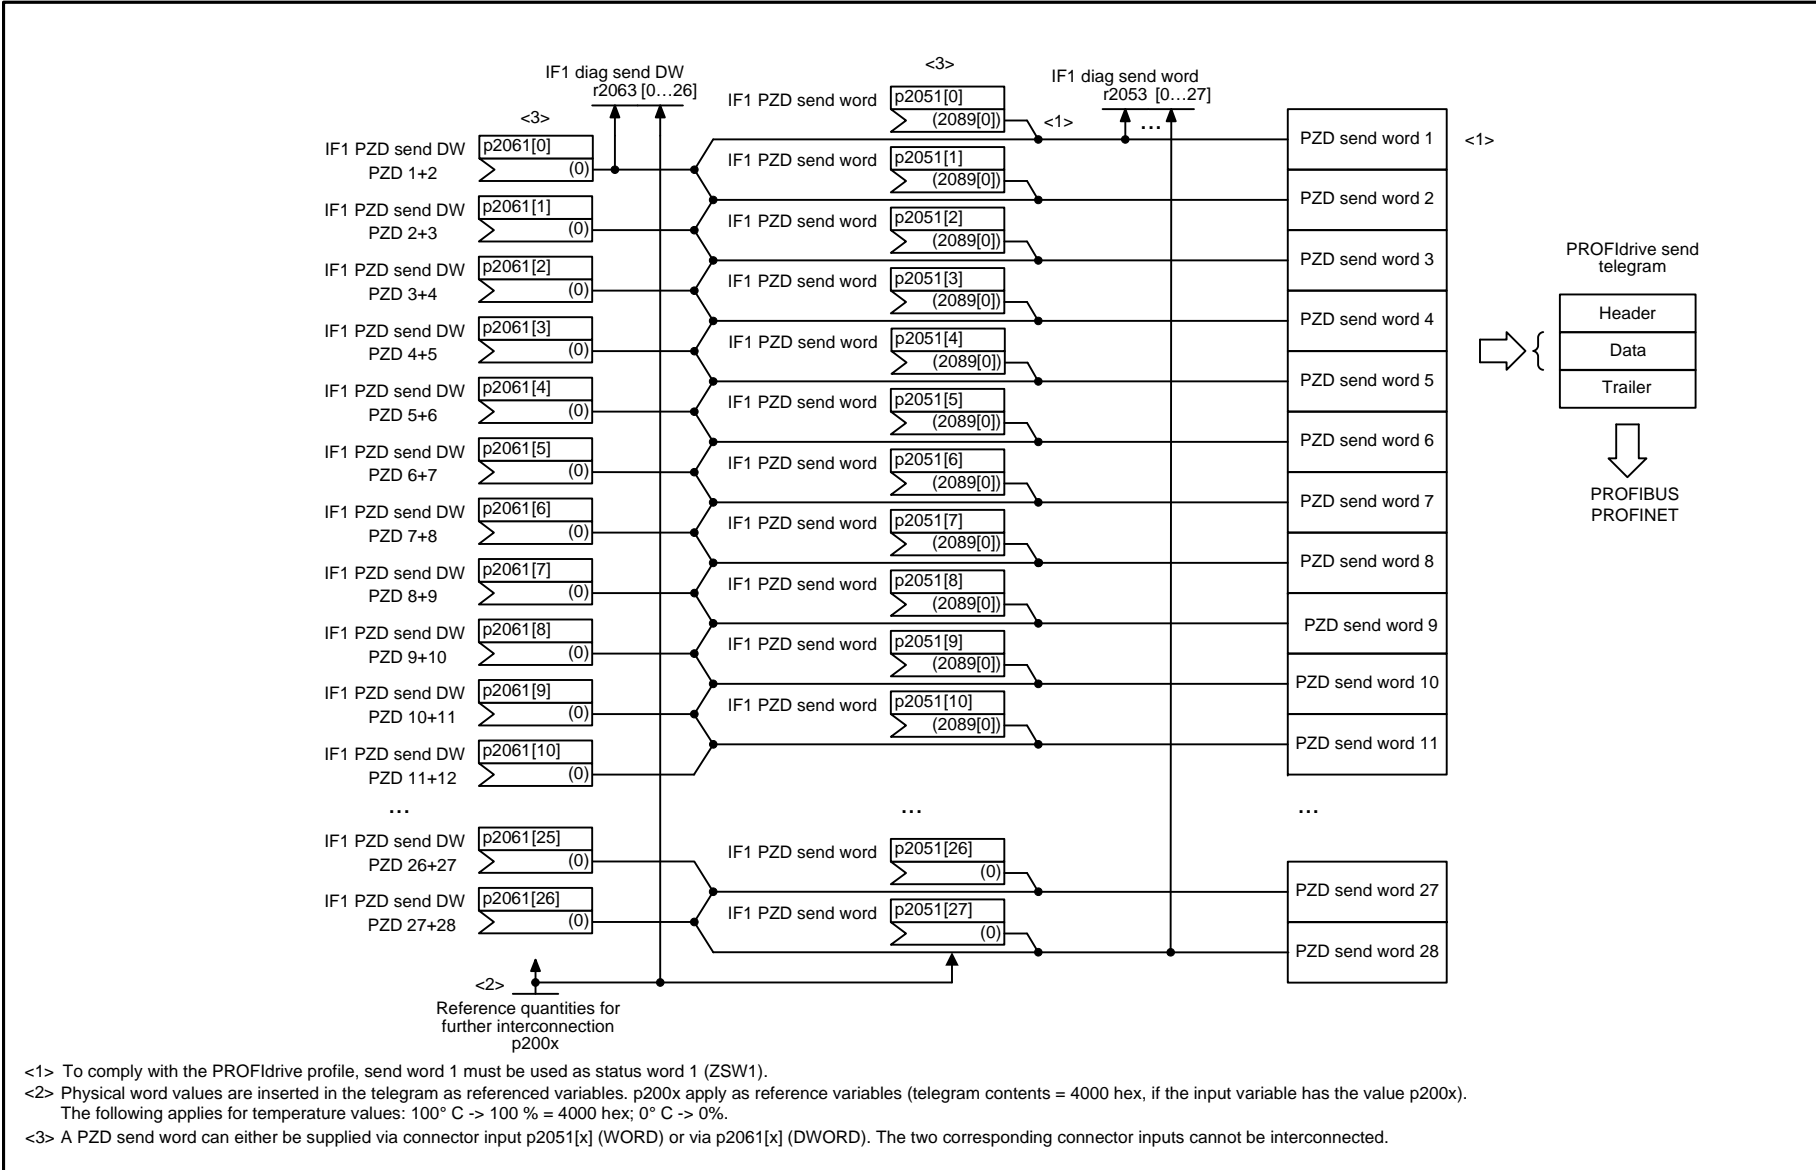 IF1 diag send DW
r2063 [0…26]
<3>
IF1 PZD send DW
PZD 1+2
p2061[0]
(0)
IF1 PZD send DW
PZD 2+3
p2061[1]
(0)
IF1 PZD send DW
PZD 3+4
p2061[2]
(0)
IF1 PZD send DW
PZD 4+5
p2061[3]
(0)
IF1 PZD send DW
PZD 5+6
p2061[4]
(0)
IF1 PZD send DW
PZD 6+7
p2061[5]
(0)
IF1 PZD send DW
PZD 7+8
p2061[6]
(0)
IF1 PZD send DW
PZD 8+9
p2061[7]
(0)
IF1 PZD send DW
PZD 9+10
p2061[8]
(0)
IF1 PZD send DW
PZD 10+11
p2061[9]
(0)
IF1 PZD send DW
PZD 11+12
p2061[10]
(0)
...
IF1 PZD send DW
PZD 26+27
p2061[25]
(0)
IF1 PZD send DW
PZD 27+28
p2061[26]
(0)
<2>
Reference quantities for
further interconnection
p200x
<3>
IF1 PZD send word
p2051[0]
(2089[0])
IF1 PZD send word
p2051[1]
(2089[0])
IF1 PZD send word
p2051[2]
(2089[0])
IF1 PZD send word
p2051[3]
(2089[0])
IF1 PZD send word
p2051[4]
(2089[0])
IF1 PZD send word
p2051[5]
(2089[0])
IF1 PZD send word
p2051[6]
(2089[0])
IF1 PZD send word
p2051[7]
(2089[0])
IF1 PZD send word
p2051[8]
(2089[0])
IF1 PZD send word
p2051[9]
(2089[0])
IF1 PZD send word
p2051[10]
(2089[0])
...
IF1 PZD send word
p2051[26]
(0)
IF1 PZD send word
p2051[27]
(0)
IF1 diag send word
r2053 [0…27]
<1>
...
PZD send word 1
<1>
PZD send word 2
PZD send word 3
PZD send word 4
PZD send word 5
PZD send word 6
PZD send word 7
PZD send word 8
PZD send word 9
PZD send word 10
PZD send word 11
...
PZD send word 27
PZD send word 28
PROFIdrive send
telegram
Header
Data
Trailer
PROFIBUS
PROFINET
<1> To comply with the PROFIdrive profile, send word 1 must be used as status word 1 (ZSW1).
<2> Physical word values are inserted in the telegram as referenced variables. p200x apply as reference variables (telegram contents = 4000 hex, if the input variable has the value p200x).
The following applies for temperature values: 100° C -> 100 % = 4000 hex; 0° C -> 0%.
<3> A PZD send word can either be supplied via connector input p2051[x] (WORD) or via p2061[x] (DWORD). The two corresponding connector inputs cannot be interconnected.